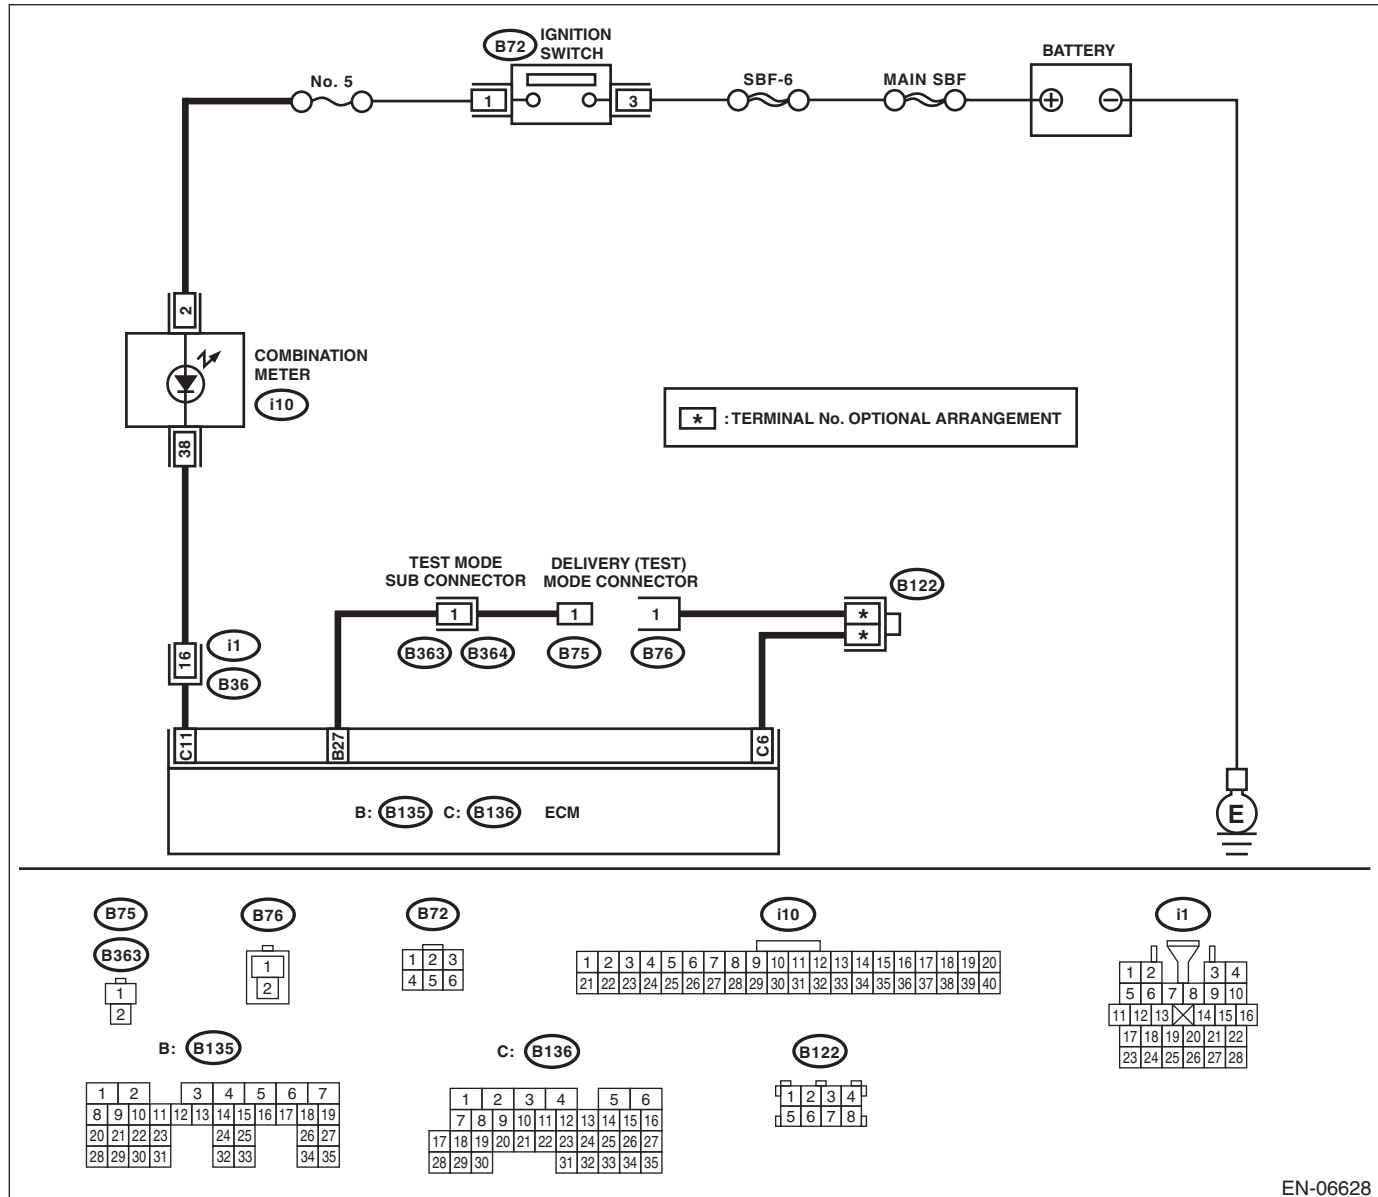 B72 IGNITION
SWITCH
No. 5
1
3
SBF-6
MAIN SBF
BATTERY
+ −
2
COMBINATION
METER
i10
38
* : TERMINAL No. OPTIONAL ARRANGEMENT
TEST MODE
SUB CONNECTOR
DELIVERY (TEST)
MODE CONNECTOR
B122
1
1
1
*
*
B363
B364
B75
B76
16
i1
B36
C11
B27
C6
B: B135 C: B136 ECM
E
B75
B363
1
2
B76
1
2
B72
1 2 3
4 5 6
i10
1 2 3 4 5 6 7 8 9 10 11 12 13 14 15 16 17 18 19 20
21 22 23 24 25 26 27 28 29 30 31 32 33 34 35 36 37 38 39 40
i1
1 2 3 4
5 6 7 8 9 10
11 12 13 14 15 16
17 18 19 20 21 22
23 24 25 26 27 28
B: B135
1 2 3 4 5 6 7
8 9 10 11 12 13 14 15 16 17 18 19
20 21 22 23 24 25 26 27
28 29 30 31 32 33 34 35
C: B136
1 2 3 4 5 6
7 8 9 10 11 12 13 14 15 16
17 18 19 20 21 22 23 24 25 26 27
28 29 30 31 32 33 34 35
B122
1 2 3 4
5 6 7 8
EN-06628